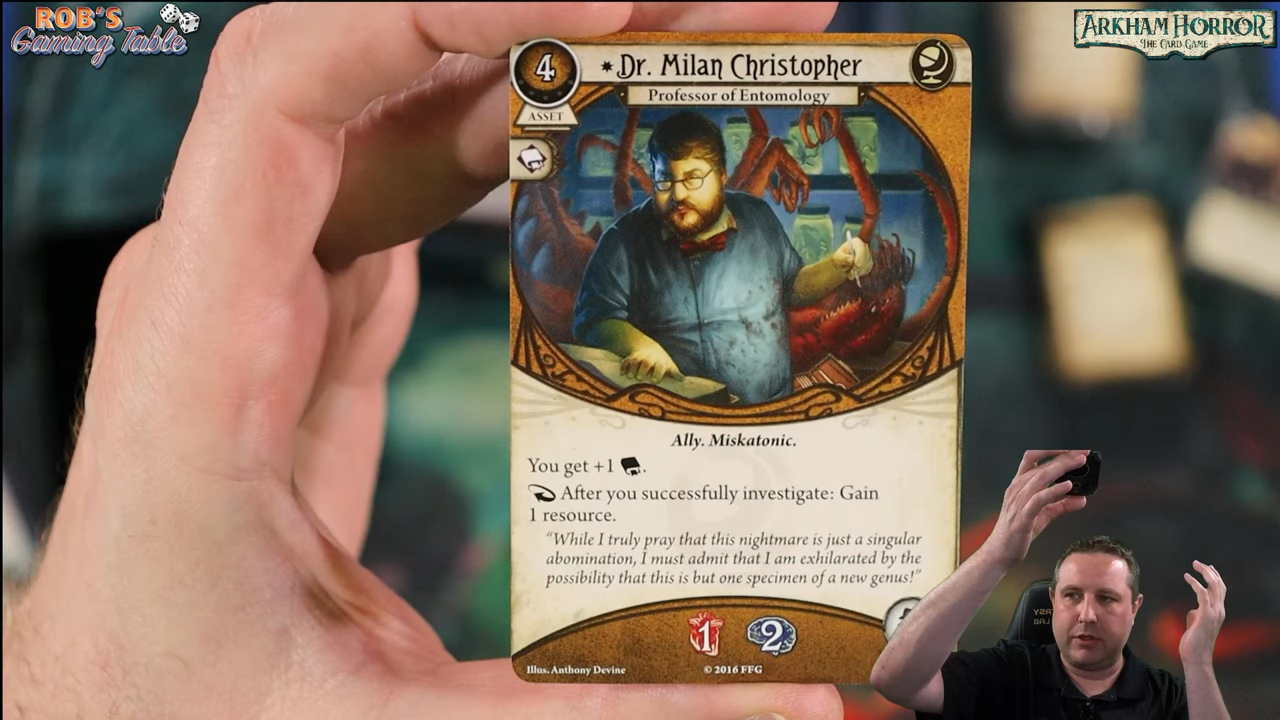 ROB'S
Gaming Table
ARKHAM HORROR
THE CARD GAME
4
Dr. Milan Christopher
Professor of Entomology
ASSET
Ally. Miskatonic.
You get +1 .
After you successfully investigate: Gain
1 resource.
"While I truly pray that this nightmare is just a singular
abomination, I must admit that I am exhilarated by the
possibility that this is but one specimen of a new genus!"
1 2
Illus. Anthony Devine © 2016 FFG